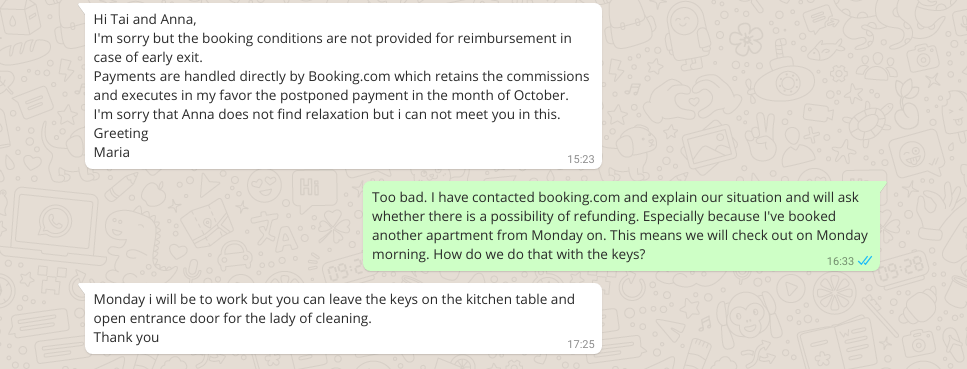 Hi Tai and Anna,
I'm sorry but the booking conditions are not provided for reimbursement in
case of early exit.
Payments are handled directly by Booking.com which retains the commissions
and executes in my favor the postponed payment in the month of October.
I'm sorry that Anna does not find relaxation but i can not meet you in this.
Greeting
Maria
15:23
Too bad. I have contacted booking.com and explain our situation and will ask
whether there is a possibility of refunding. Especially because I've booked
another apartment from Monday on. This means we will check out on Monday
morning. How do we do that with the keys?
16:33
Monday i will be to work but you can leave the keys on the kitchen table and
open entrance door for the lady of cleaning.
Thank you
17:25